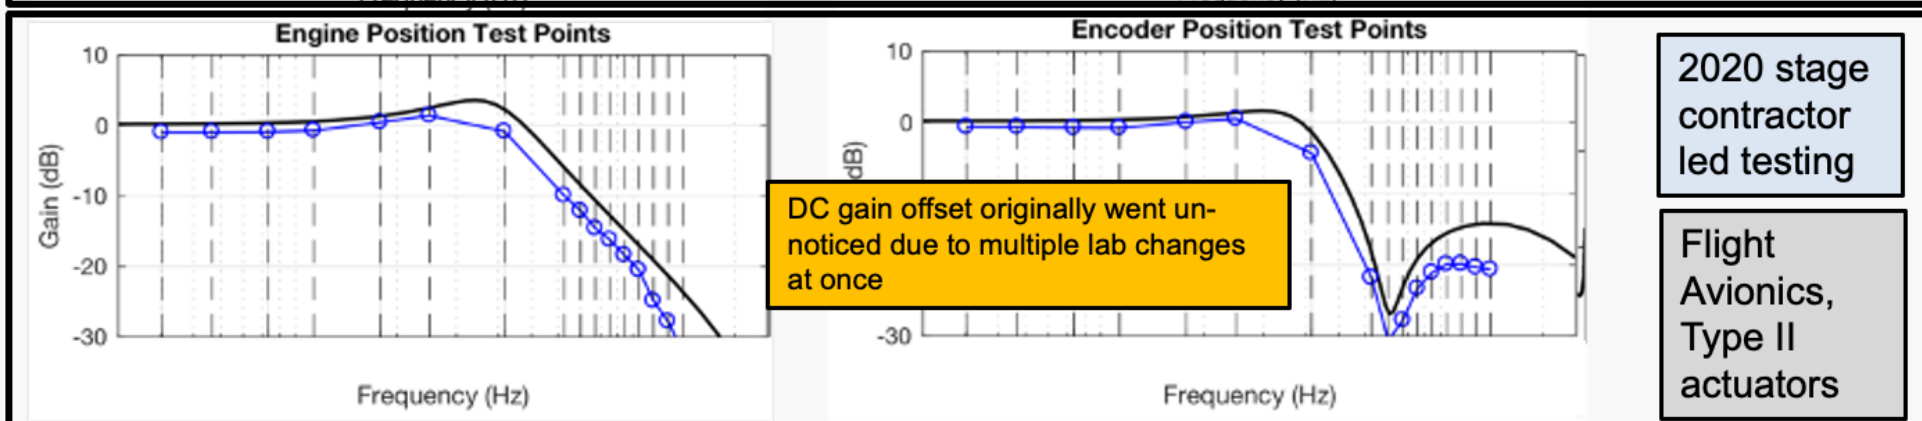 Engine Position Test Points
10
0
-10
-20
-30
Gain (dB)
Frequency (Hz)
Encoder Position Test Points
10
0
-30
dB)
Frequency (Hz)
DC gain offset originally went un-
noticed due to multiple lab changes
at once
2020 stage
contractor
led testing
Flight
Avionics,
Type II
actuators